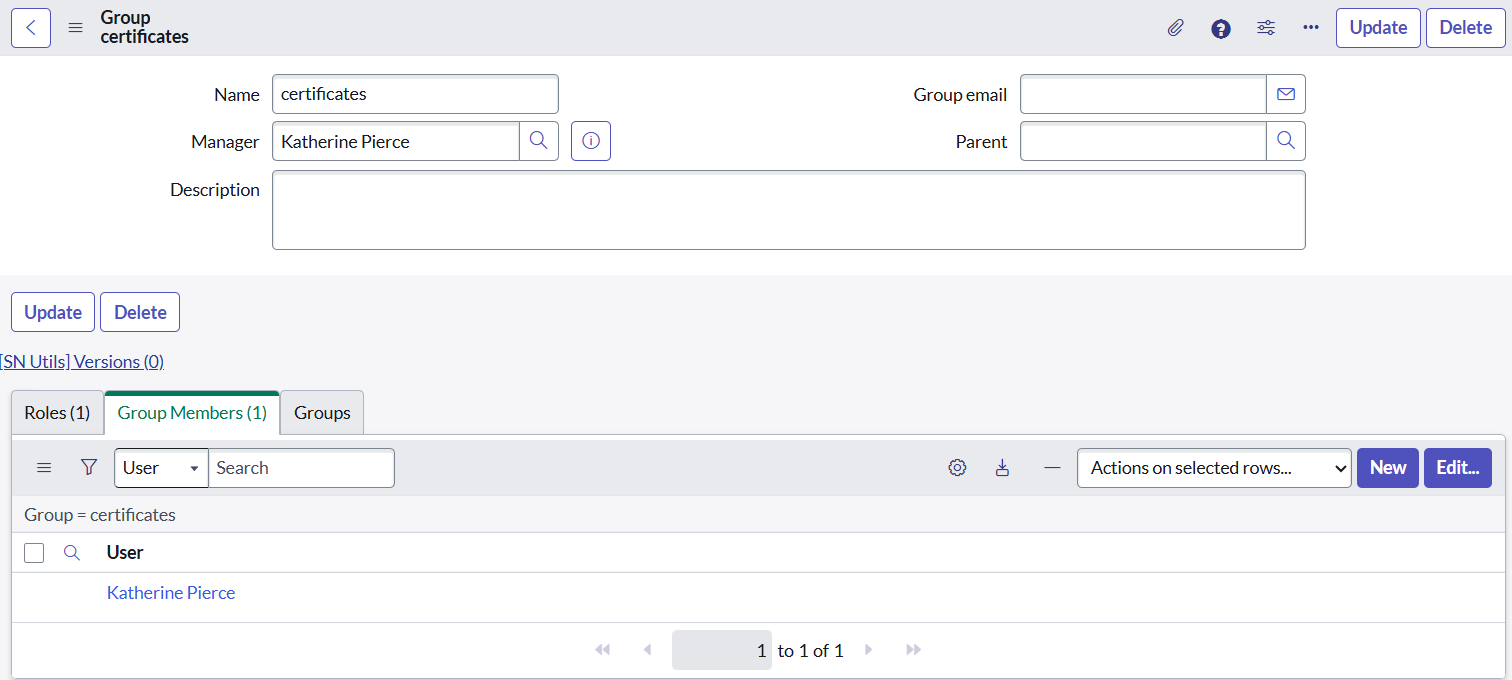 Group
certificates
Update
Delete
Name
certificates
Group email
Manager
Katherine Pierce
Parent
Description
Update
Delete
[SN Utils] Versions (0)
Roles (1)
Group Members (1)
Groups
User
Search
Actions on selected rows...
New
Edit...
Group = certificates
User
Katherine Pierce
1 to 1 of 1